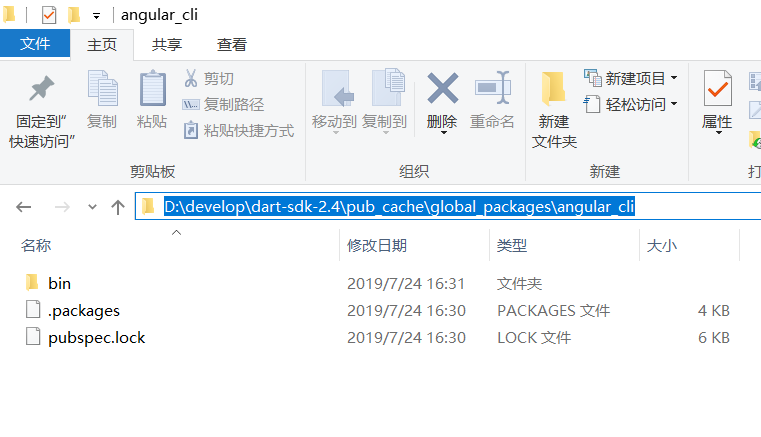 angular_cli
文件 主页 共享 查看
固定到“
快速访问”
复制
粘贴
剪切
复制路径
粘贴快捷方式
剪贴板
移动到 复制到 删除 重命名
组织
新建
文件夹
新建项目
轻松访问
新建
属性
D:\develop\dart-sdk-2.4\pub_cache\global_packages\angular_cli
名称 修改日期 类型 大小
bin 2019/7/24 16:31 文件夹
.packages 2019/7/24 16:30 PACKAGES 文件 4 KB
pubspec.lock 2019/7/24 16:30 LOCK 文件 6 KB